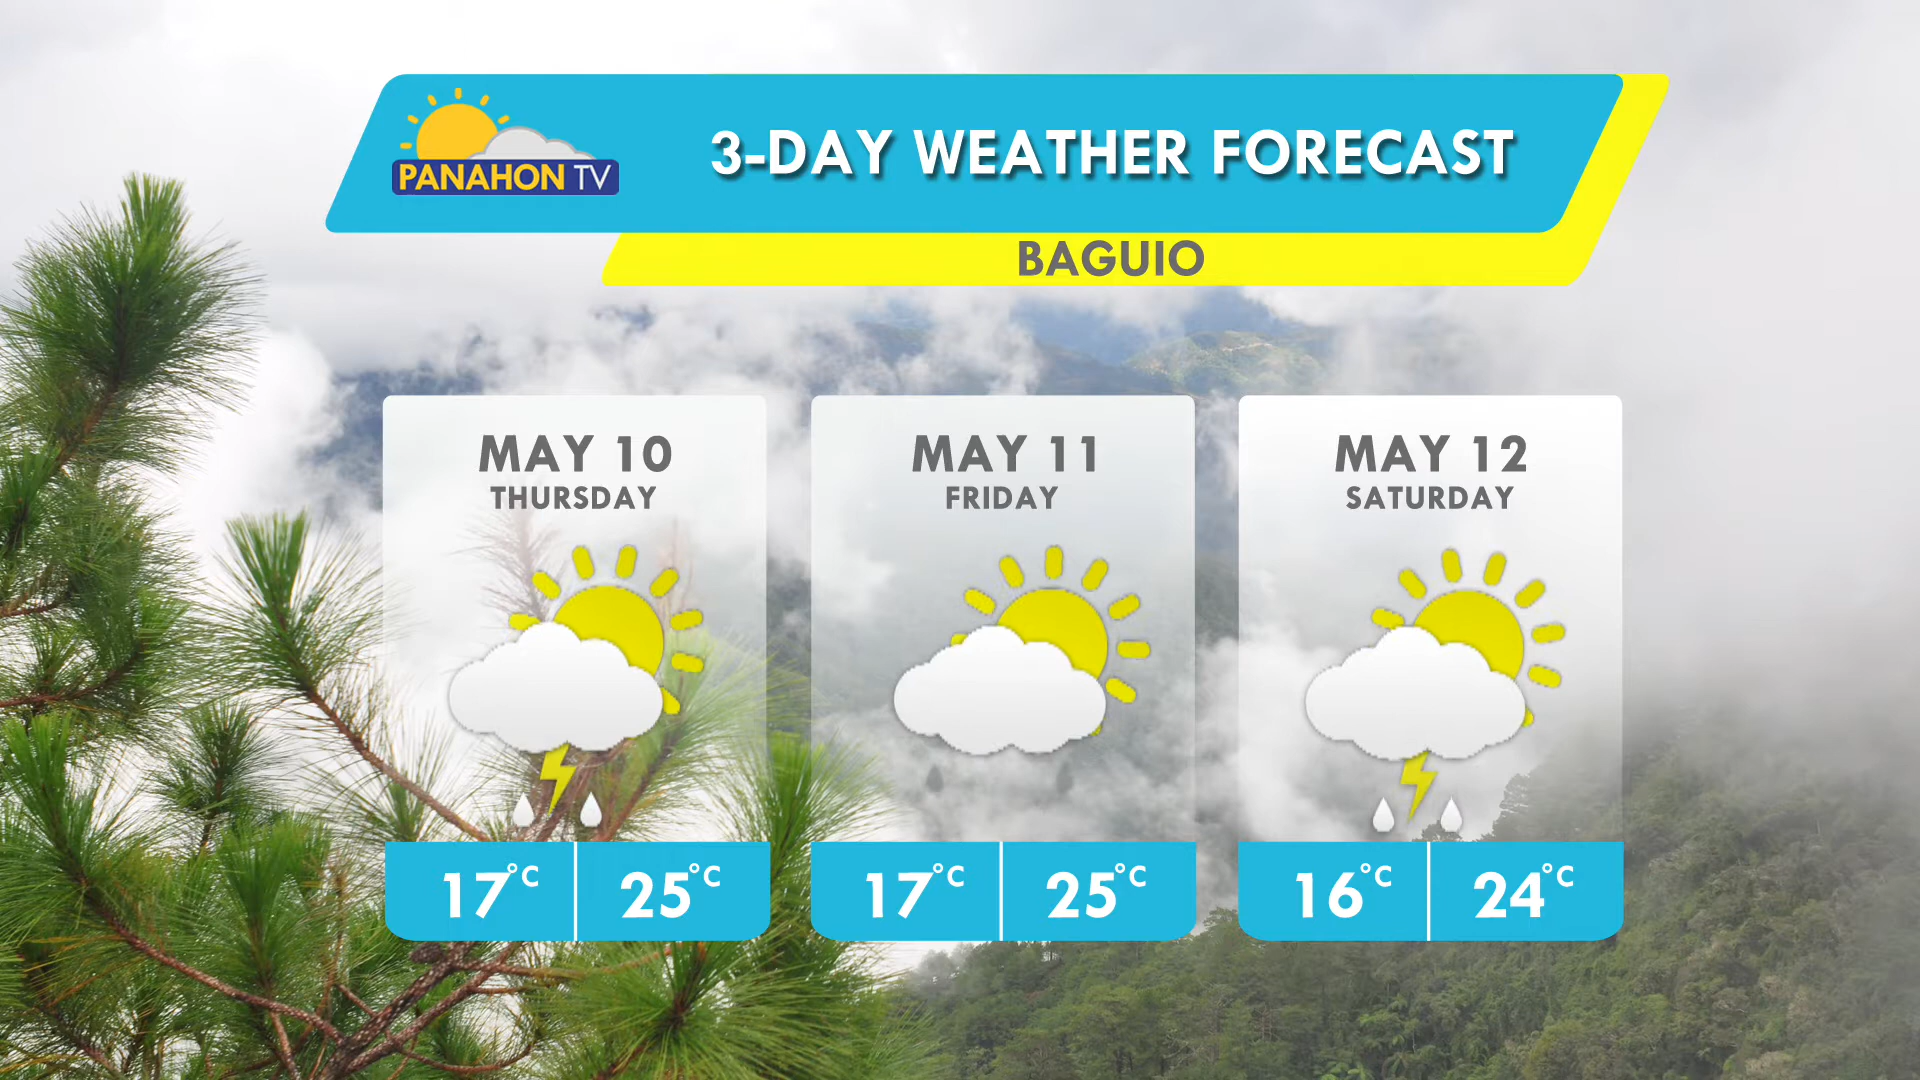 PANAHON TV
3-DAY WEATHER FORECAST
BAGUIO
MAY 10
THURSDAY
17°C
25°C
MAY 11
FRIDAY
17°C
25°C
MAY 12
SATURDAY
16°C
24°C